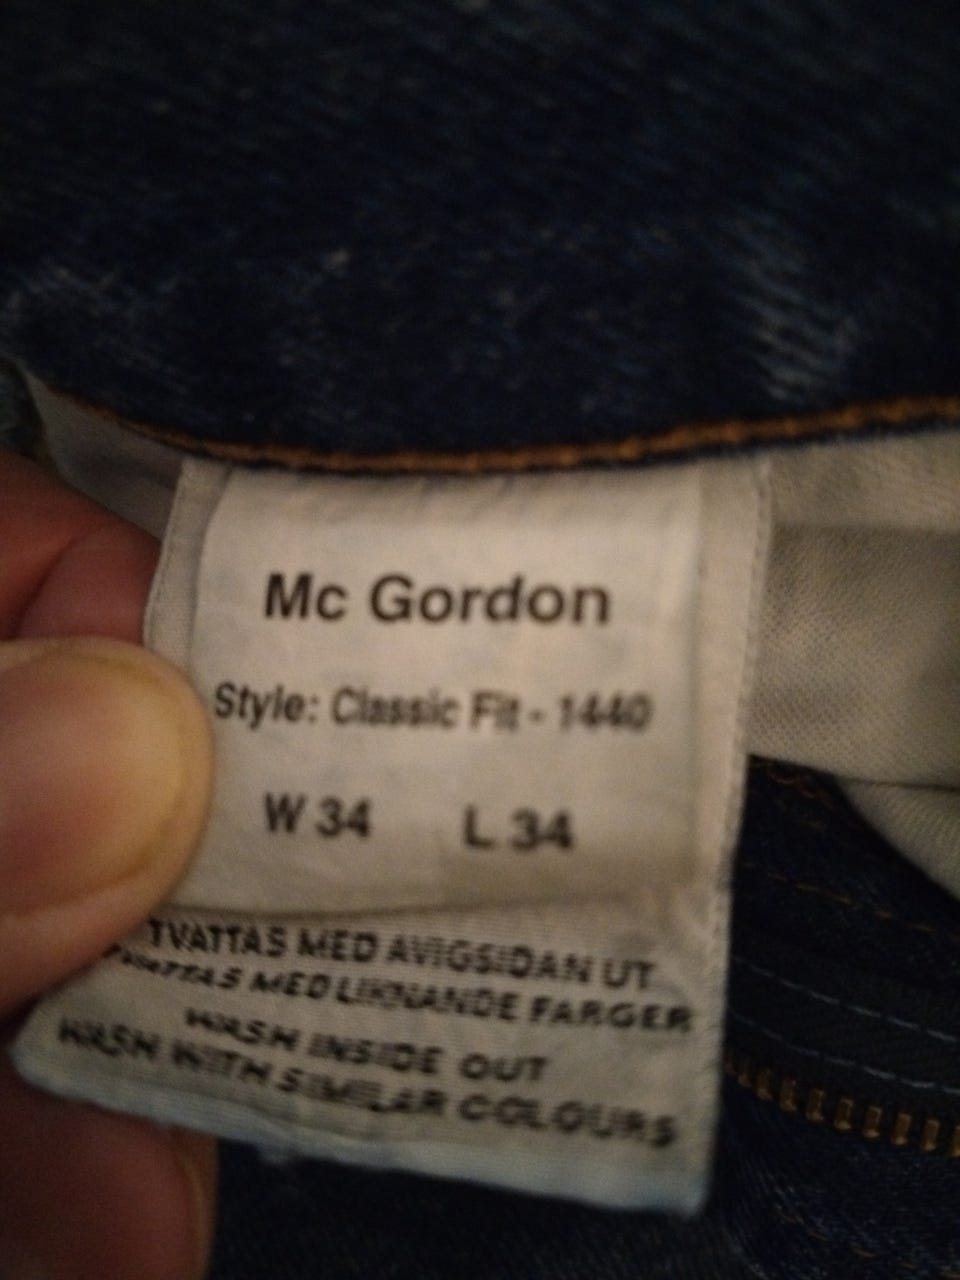 Mc Gordon
Style: Classic Fit - 1440
W 34 L 34
TVATTAS MED AVIGSIDAN UT
TVATTAS MED LIKNANDE FARGER
WASH INSIDE OUT
WASH WITH SIMILAR COLOURS